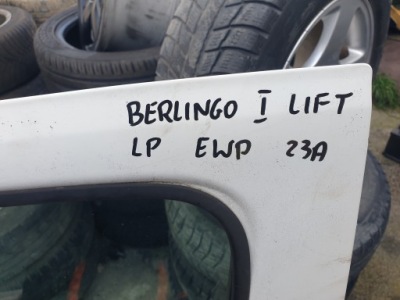 BERLINGO I LIFT
LP EWP 23A